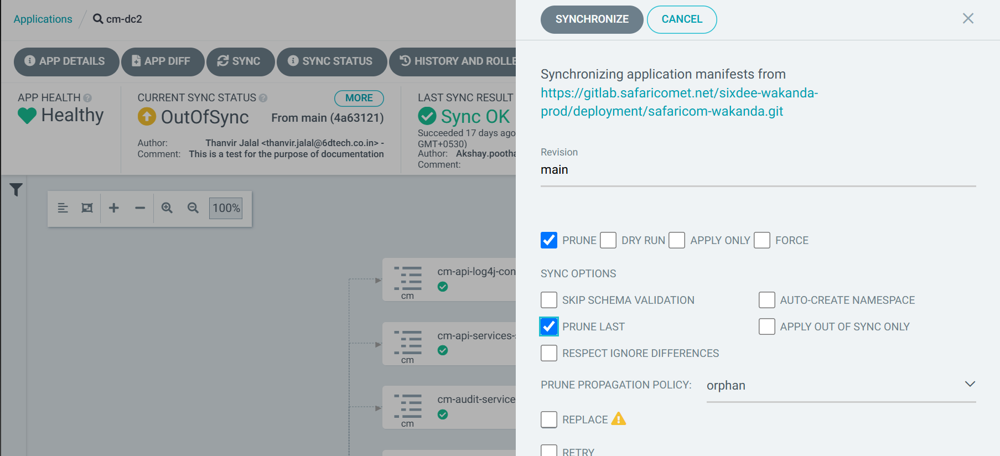 Applications / cm-dc2
SYNCHRONIZE CANCEL
APP DETAILS APP DIFF SYNC SYNC STATUS HISTORY AND ROLLE
APP HEALTH
Healthy
CURRENT SYNC STATUS MORE
OutOfSync From main (4a63121)
Author: Thanvir Jalal <thanvir.jalal@6dtech.co.in> -
Comment: This is a test for the purpose of documentation
LAST SYNC RESULT
Sync OK
Succeeded 17 days ago
GMT+0530)
Author: Akshay.pootha
Comment:
100%
cm-api-log4j-con
cm
cm-api-services-s
cm
cm-audit-service
cm
Synchronizing application manifests from
https://gitlab.safaricomet.net/sixdee-wakanda-
prod/deployment/safaricom-wakanda.git
Revision
main
PRUNE DRY RUN APPLY ONLY FORCE
SYNC OPTIONS
SKIP SCHEMA VALIDATION AUTO-CREATE NAMESPACE
PRUNE LAST APPLY OUT OF SYNC ONLY
RESPECT IGNORE DIFFERENCES
PRUNE PROPAGATION POLICY: orphan
REPLACE
RETRY